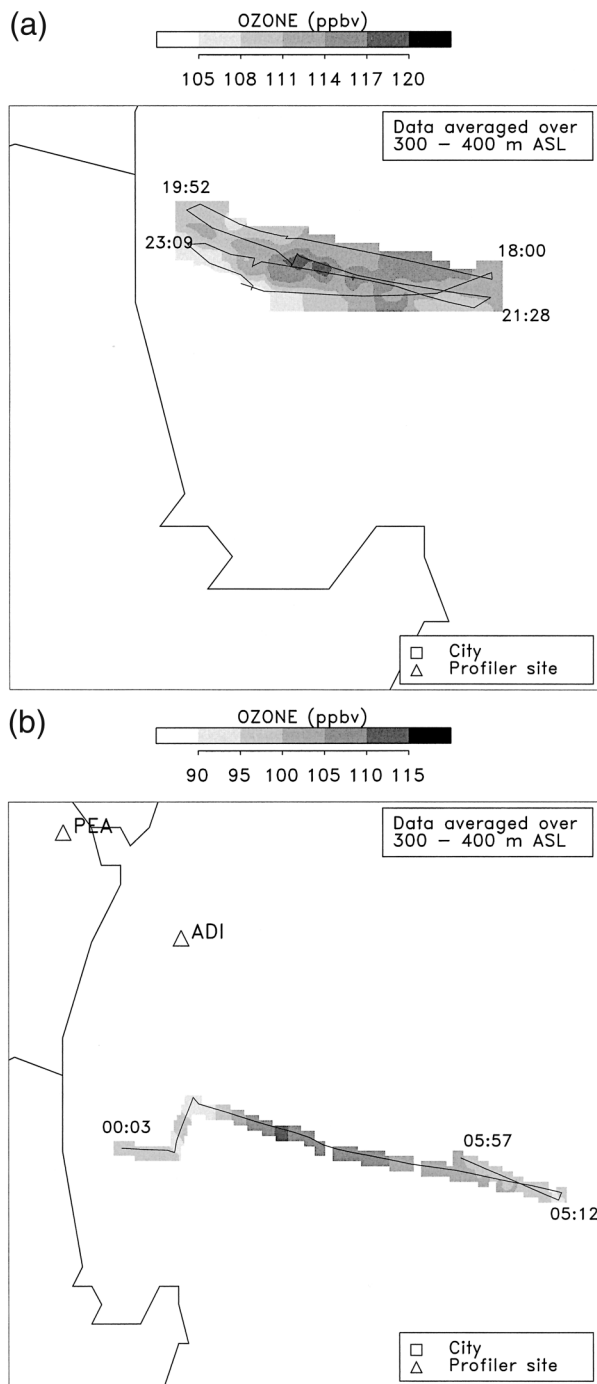 (a)
OZONE (ppbv)
105 108 111 114 117 120
Data averaged over
300 – 400 m ASL
19:52
23:09
18:00
21:28
City
Profiler site
(b)
OZONE (ppbv)
90 95 100 105 110 115
PEA
Data averaged over
300 – 400 m ASL
ADI
00:03
05:57
05:12
City
Profiler site